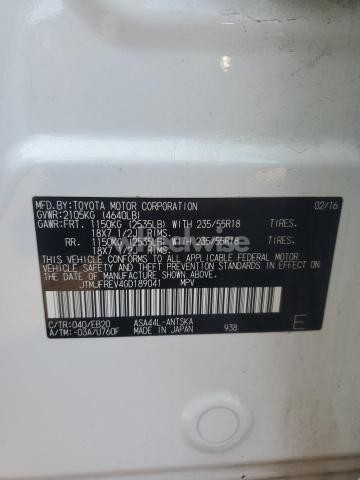 MFD.BY:TOYOTA MOTOR CORPORATION 02/16
GVWR:2105KG (4640LB)
GAWR:FRT. 1150KG (2535LB) WITH 235/55R18 TIRES.
18X7 1/2J RIMS.
RR. 1150KG (2535LB) WITH 235/55R18 TIRES.
18X7 1/2J RIMS.
THIS VEHICLE CONFORMS TO ALL APPLICABLE FEDERAL MOTOR
VEHICLE SAFETY AND THEFT PREVENTION STANDARDS IN EFFECT ON
THE DATE OF MANUFACTURE SHOWN ABOVE.
JTMJFREV4GD189041 MPV
C/TR:040/EB20 ASA44L-ANTSKA
A/TM:-03A/U760F MADE IN JAPAN 938 E